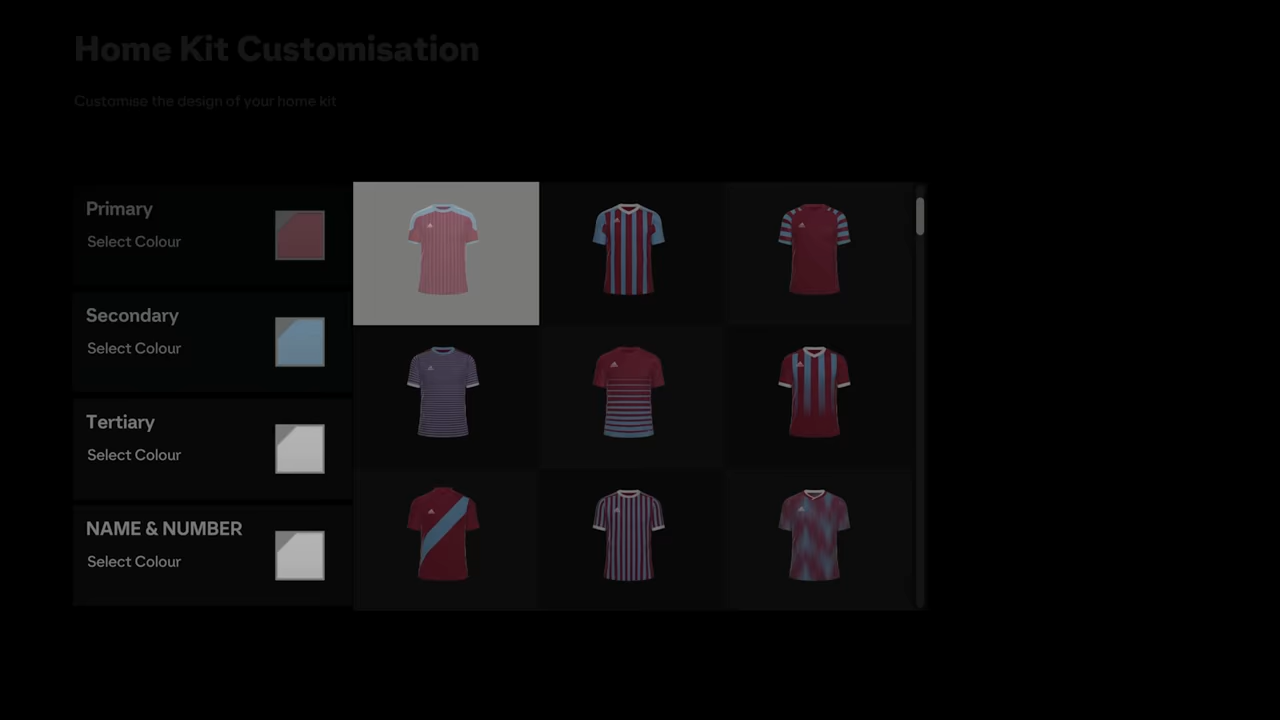 Home Kit Customisation
Customise the design of your home kit
Primary
Select Colour
Secondary
Select Colour
Tertiary
Select Colour
NAME & NUMBER
Select Colour